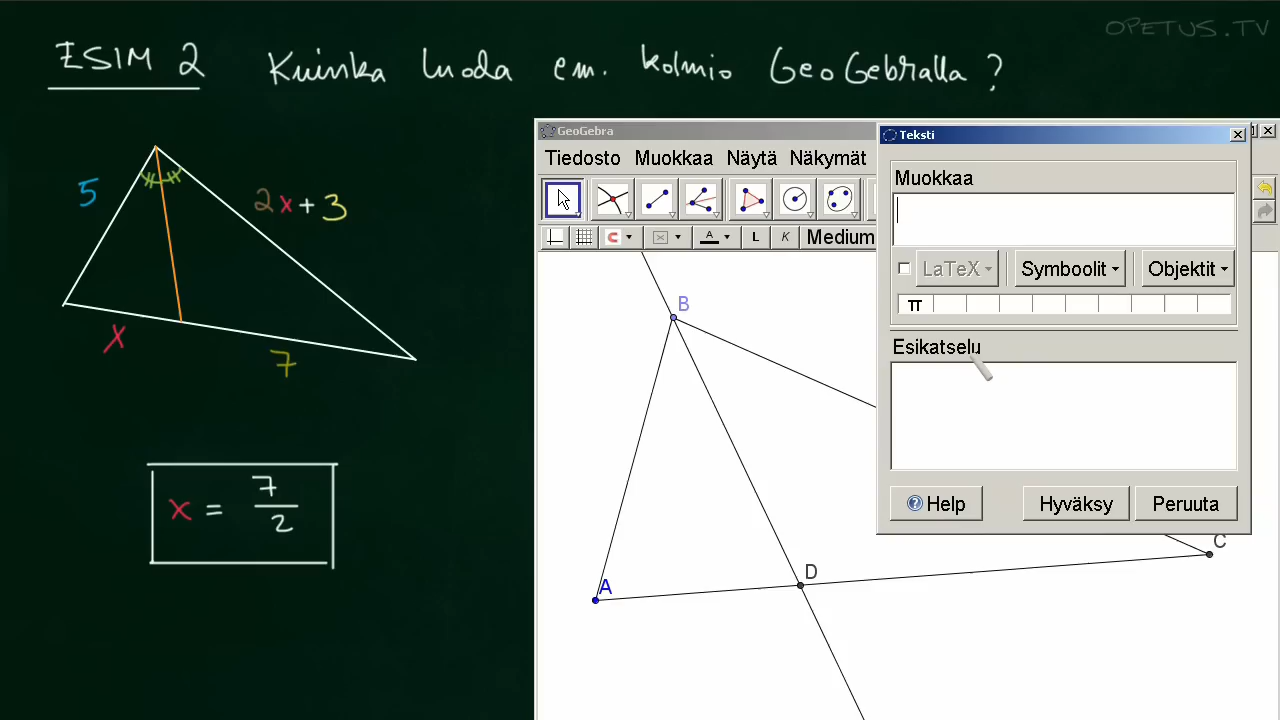 OPETUS.TV
ESIM 2 Kuinka luoda em. kolmio GeoGebralla?
5
2x+3
x
7
x = 7/2
GeoGebra
Tiedosto Muokkaa Näytä Näkymät
L K Medium
B
A
D
C
Teksti
Muokkaa
LaTeX Symboolit Objektit
π
Esikatselu
Help Hyväksy Peruuta